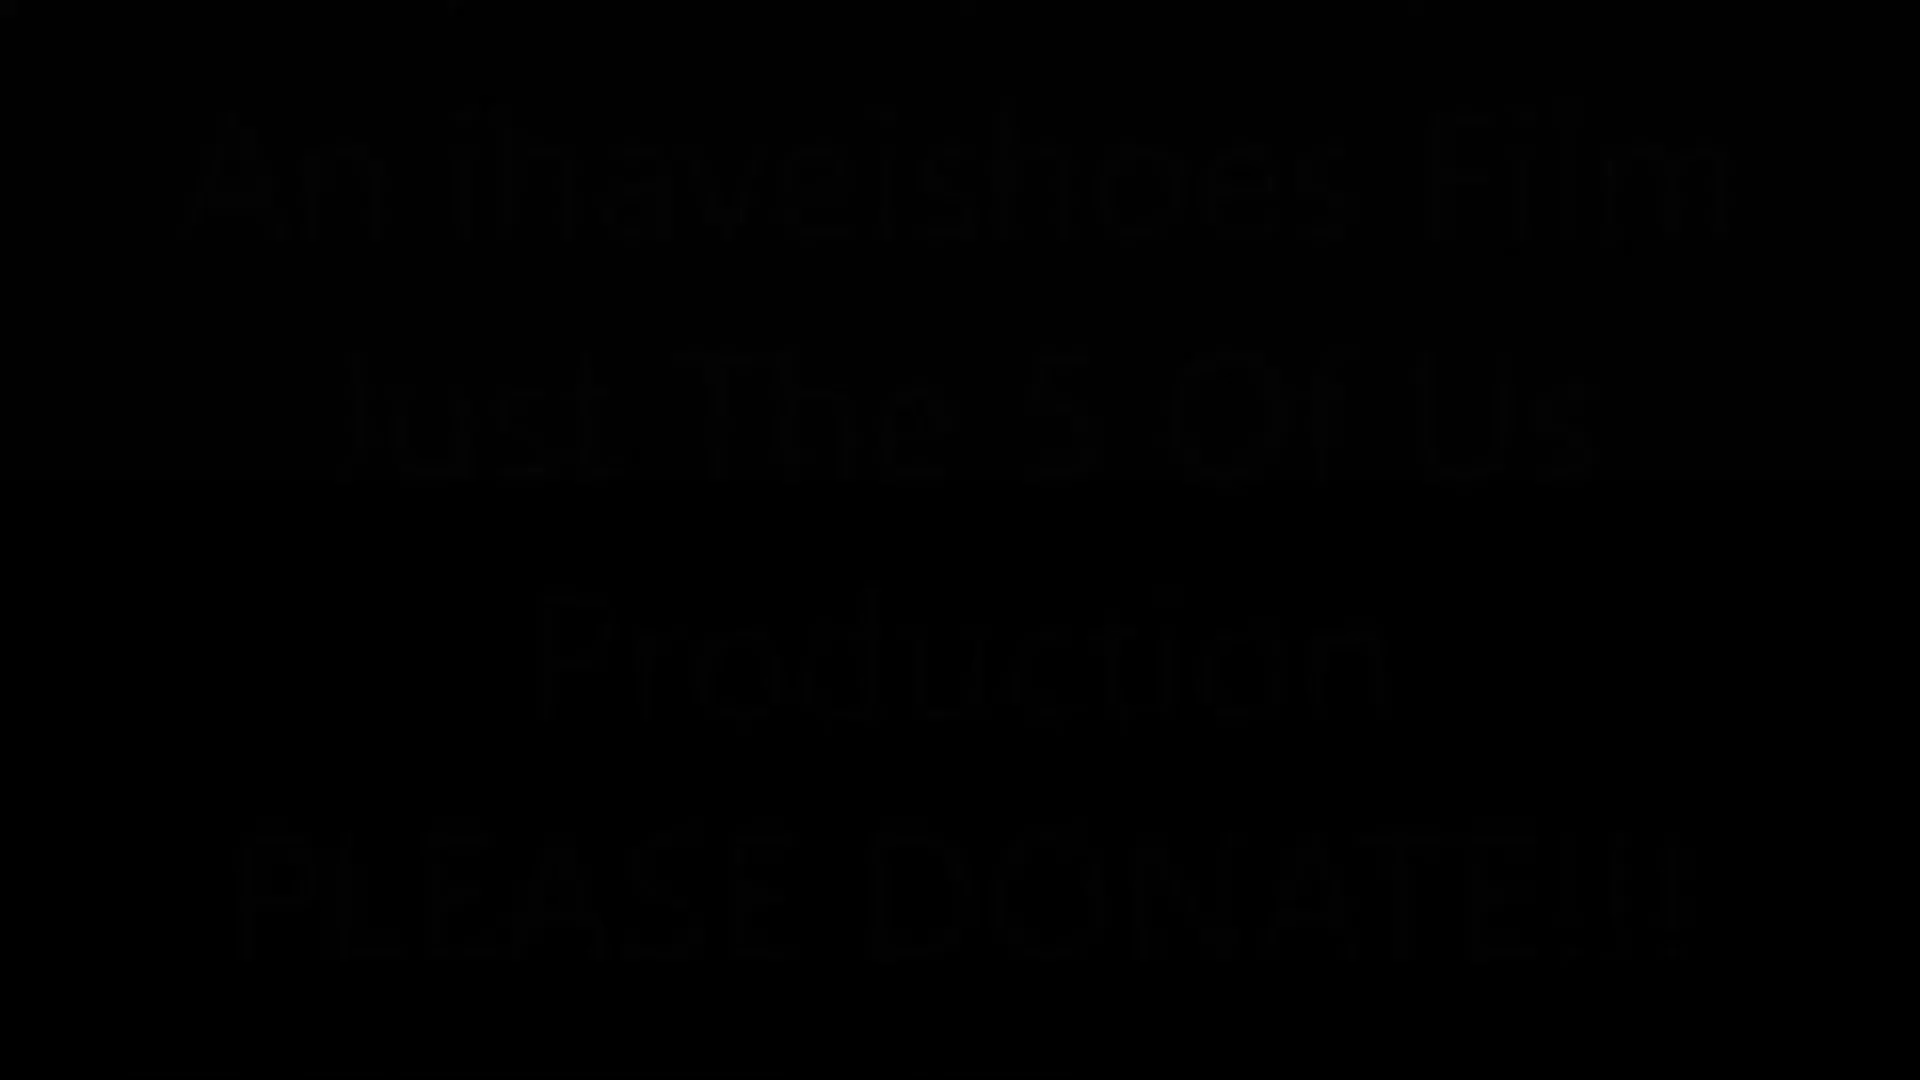 An ihaveishoes Film
Just The 5 Of Us
Production
PLEASE DONATE!!!